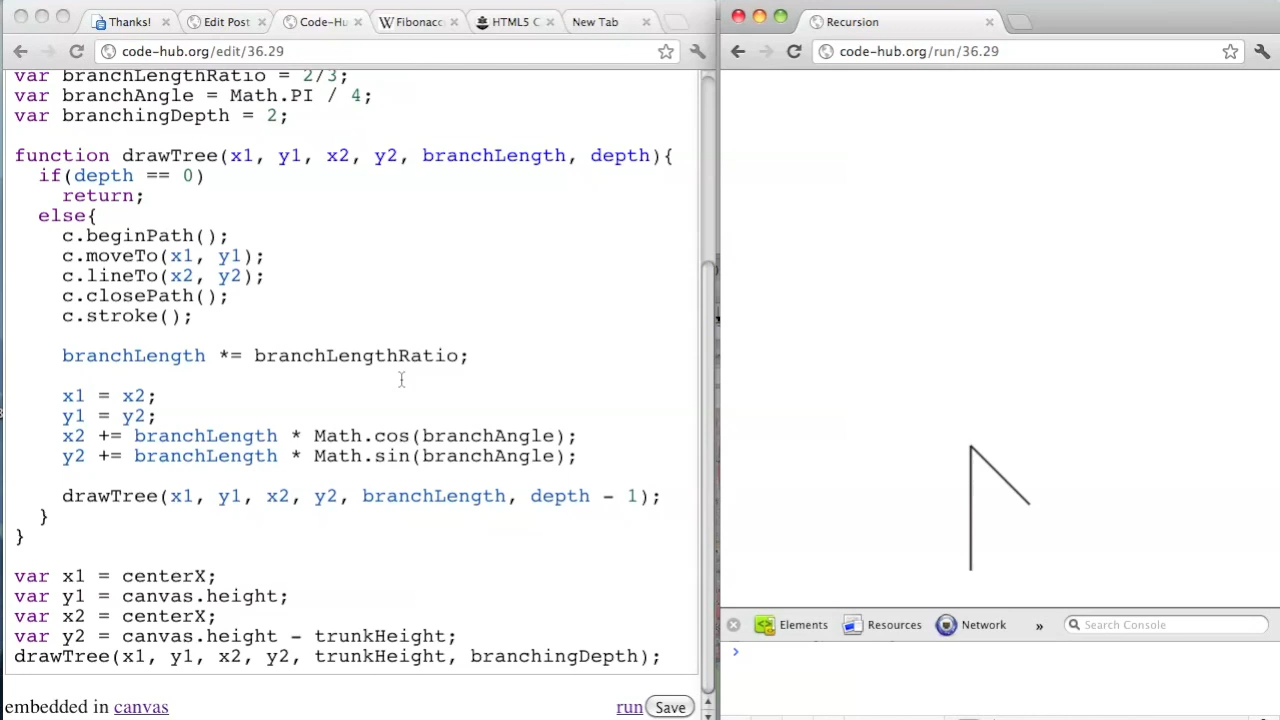 Thanks!
Edit Post
Code-Hu
Fibonacc
HTML5 C
New Tab
code-hub.org/edit/36.29
var branchLengthRatio = 2/3;
var branchAngle = Math.PI / 4;
var branchingDepth = 2;
function drawTree(x1, y1, x2, y2, branchLength, depth){
if(depth == 0)
return;
else{
c.beginPath();
c.moveTo(x1, y1);
c.lineTo(x2, y2);
c.closePath();
c.stroke();
branchLength *= branchLengthRatio;
x1 = x2;
y1 = y2;
x2 += branchLength * Math.cos(branchAngle);
y2 += branchLength * Math.sin(branchAngle);
drawTree(x1, y1, x2, y2, branchLength, depth - 1);
}
}
var x1 = centerX;
var y1 = canvas.height;
var x2 = centerX;
var y2 = canvas.height - trunkHeight;
drawTree(x1, y1, x2, y2, trunkHeight, branchingDepth);
embedded in canvas
run
Save
Recursion
code-hub.org/run/36.29
Elements
Resources
Network
»
Search Console